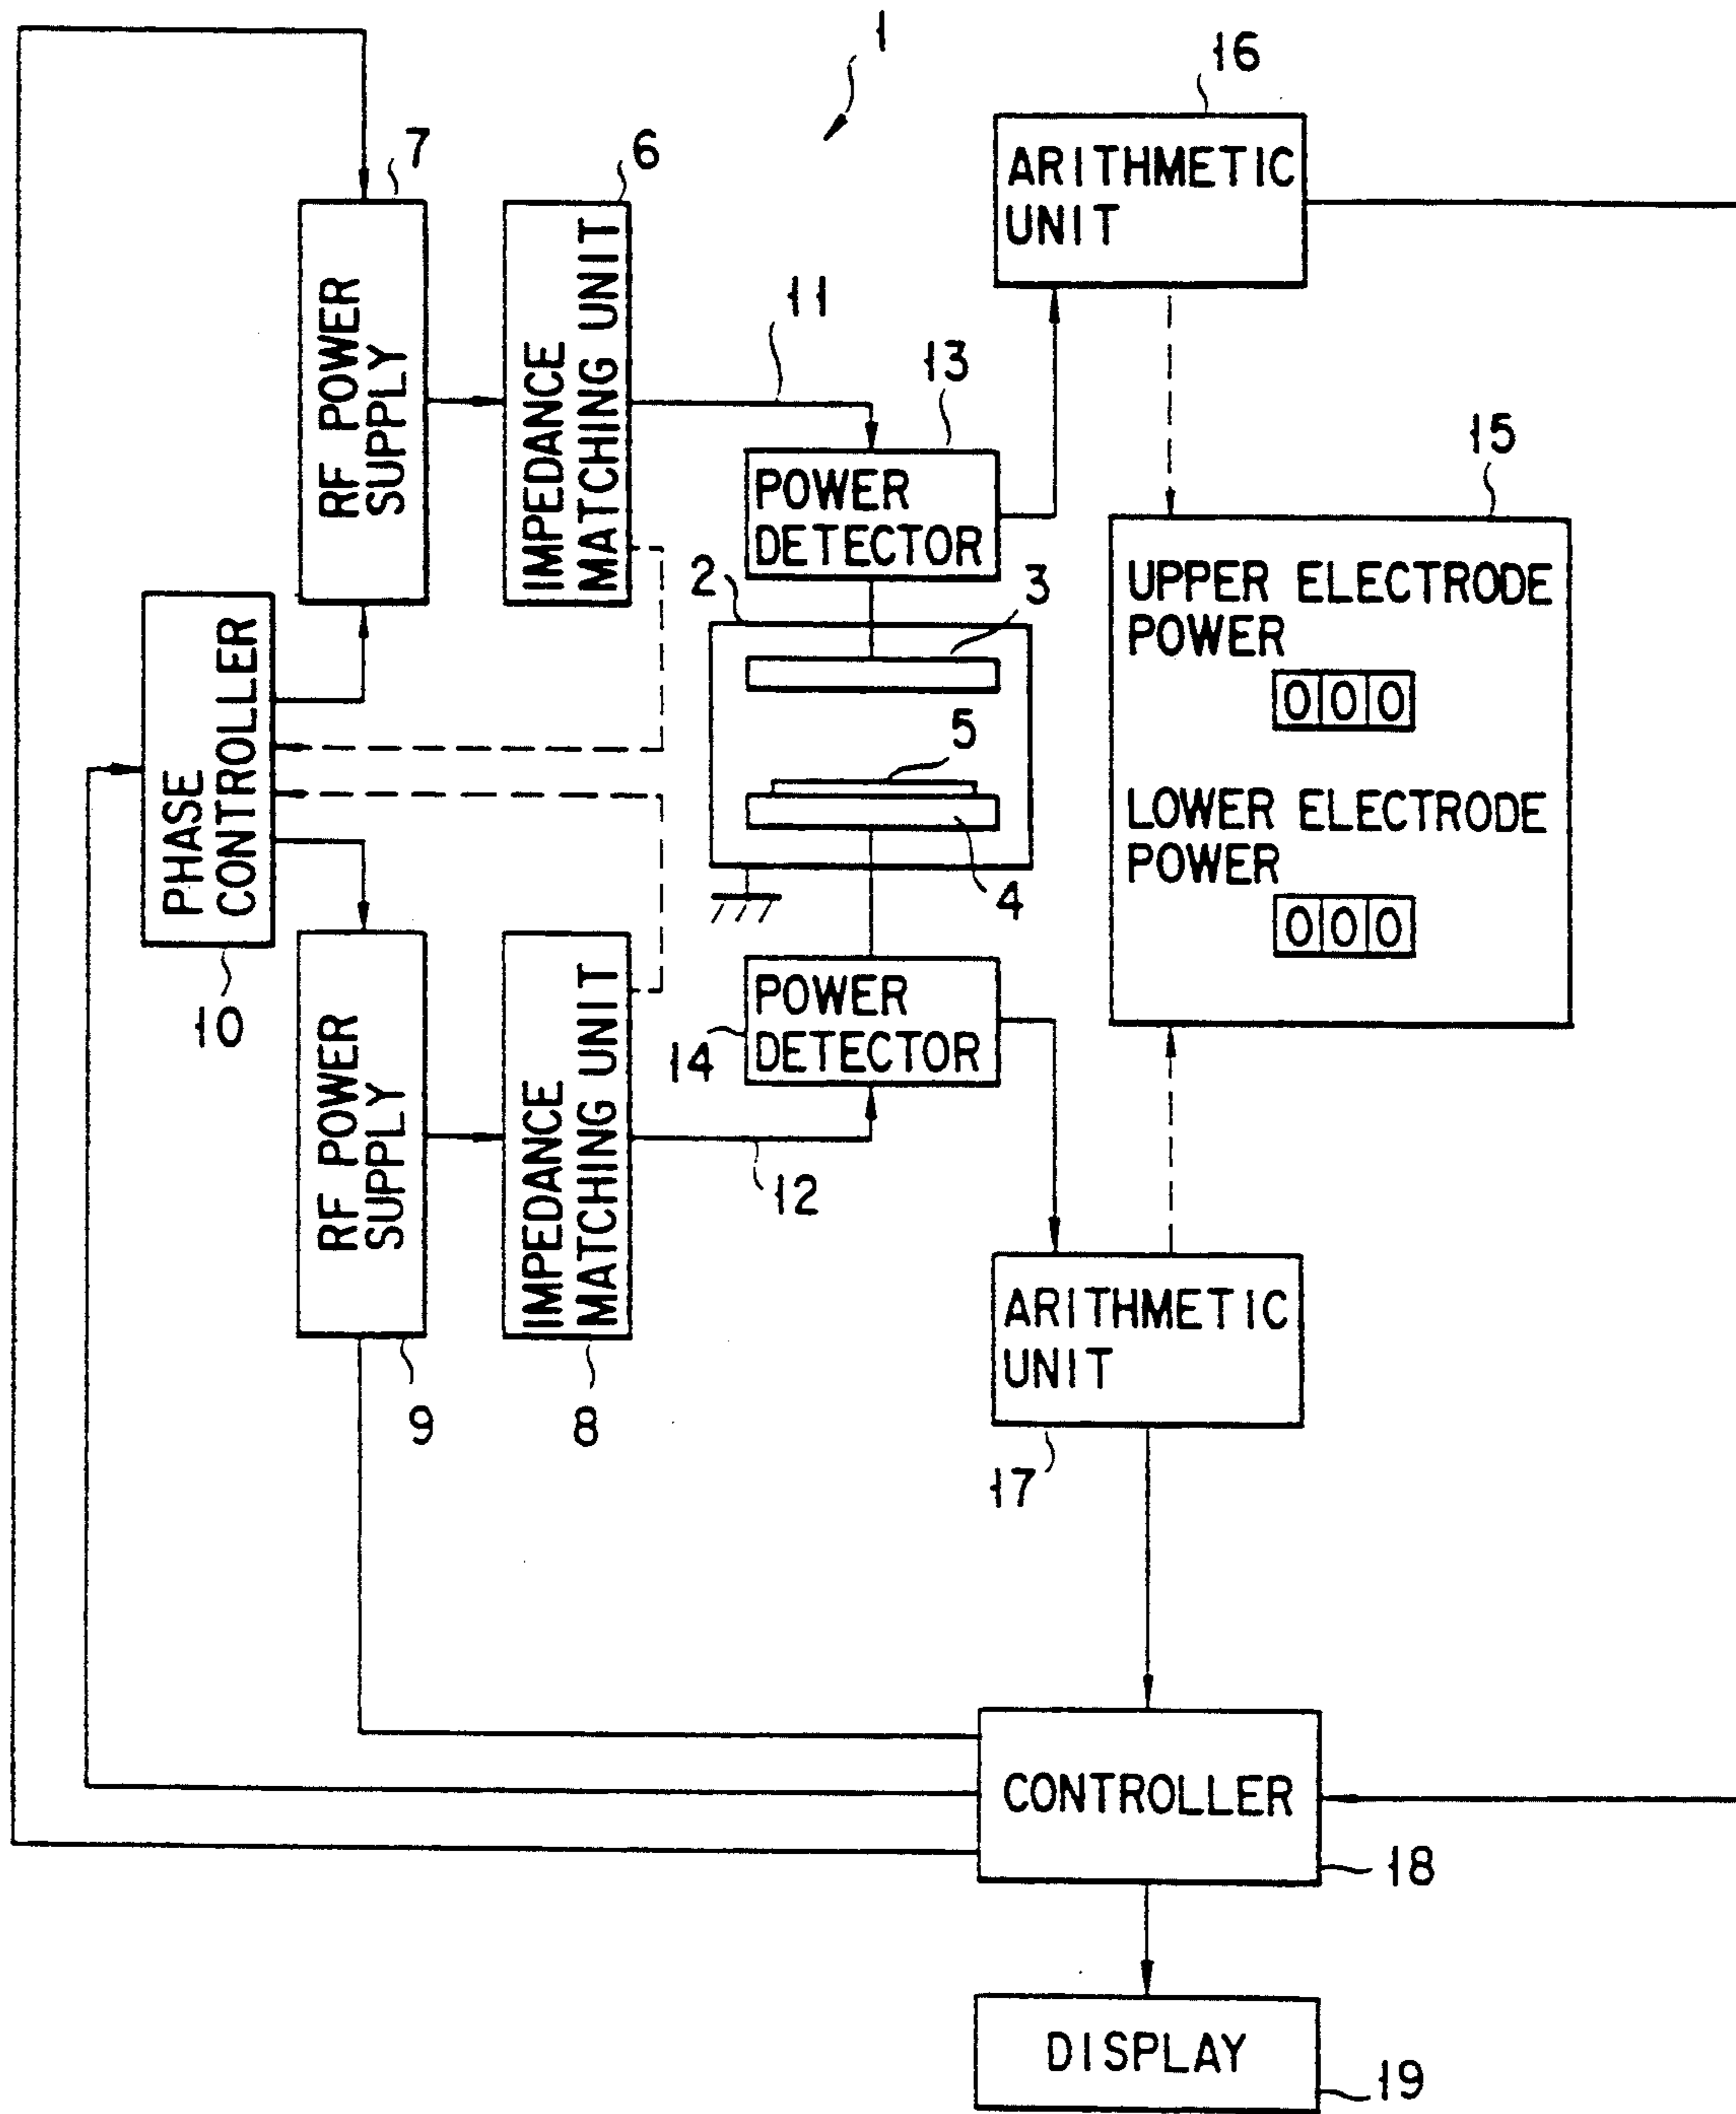 1
16
7
6
ARITHMETIC
UNIT
RF POWER
SUPPLY
IMPEDANCE
MATCHING UNIT
11
13
15
POWER
DETECTOR
2
3
UPPER ELECTRODE
POWER
000
PHASE
CONTROLLER
5
LOWER ELECTRODE
POWER
000
4
10
RF POWER
SUPPLY
IMPEDANCE
MATCHING UNIT
POWER
DETECTOR
14
12
ARITHMETIC
UNIT
9
8
17
CONTROLLER
18
DISPLAY
19